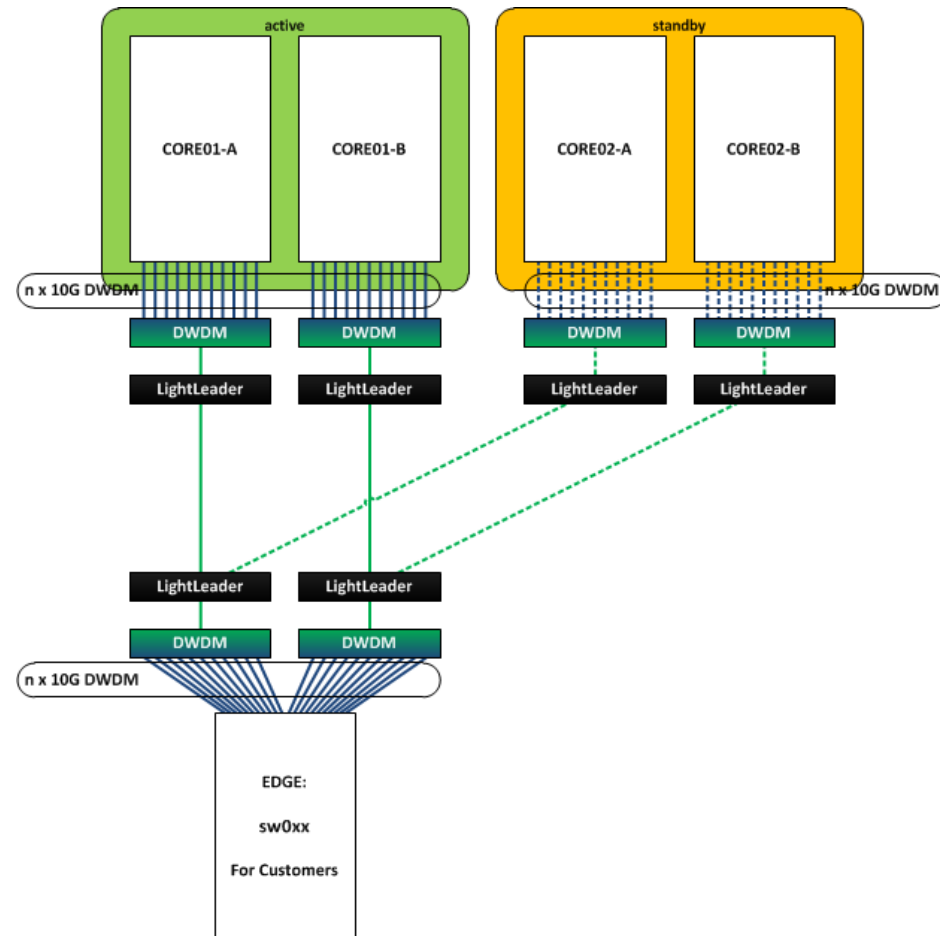 active
standby
CORE01-A
CORE01-B
CORE02-A
CORE02-B
n x 10G DWDM
n x 10G DWDM
DWDM
DWDM
DWDM
DWDM
LightLeader
LightLeader
LightLeader
LightLeader
LightLeader
LightLeader
DWDM
DWDM
n x 10G DWDM
EDGE:
sw0xx
For Customers